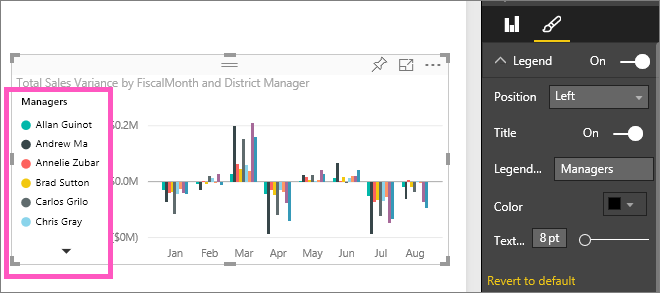 Total Sales Variance by FiscalMonth and District Manager
Managers
Allan Guinot
Andrew Ma
Annelie Zubar
Brad Sutton
Carlos Grilo
Chris Gray
$0.2M
$0.0M
($0M)
Jan Feb Mar Apr May Jun Jul Aug
Legend On
Position Left
Title On
Legend... Managers
Color
Text... 8 pt
Revert to default